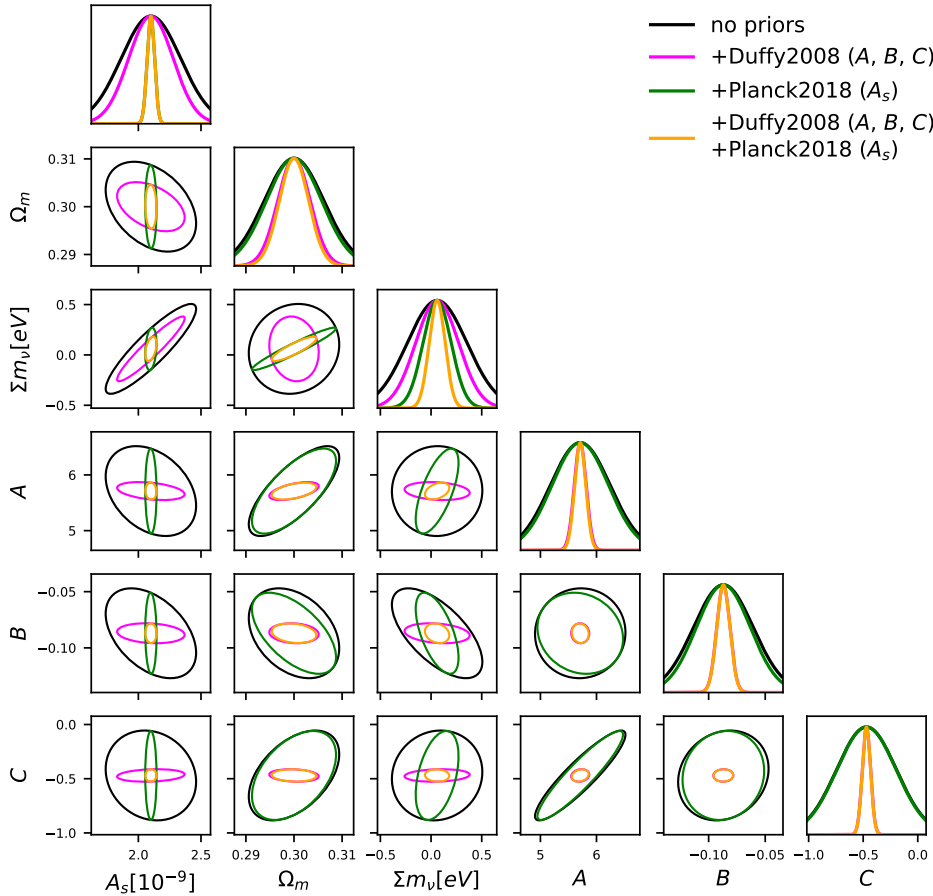 no priors
+Duffy2008 (A, B, C)
+Planck2018 (A_s)
+Duffy2008 (A, B, C)
+Planck2018 (A_s)
0.31
0.30
0.29
Ω_m
0.5
0.0
−0.5
Σm_ν[eV]
6
5
A
−0.05
−0.10
B
0.0
−0.5
−1.0
C
2.0 2.5
0.29 0.30 0.31
−0.5 0.0 0.5
5 6
−0.10 −0.05
−1.0 −0.5 0.0
A_s[10⁻⁹]
Ω_m
Σm_ν[eV]
A
B
C